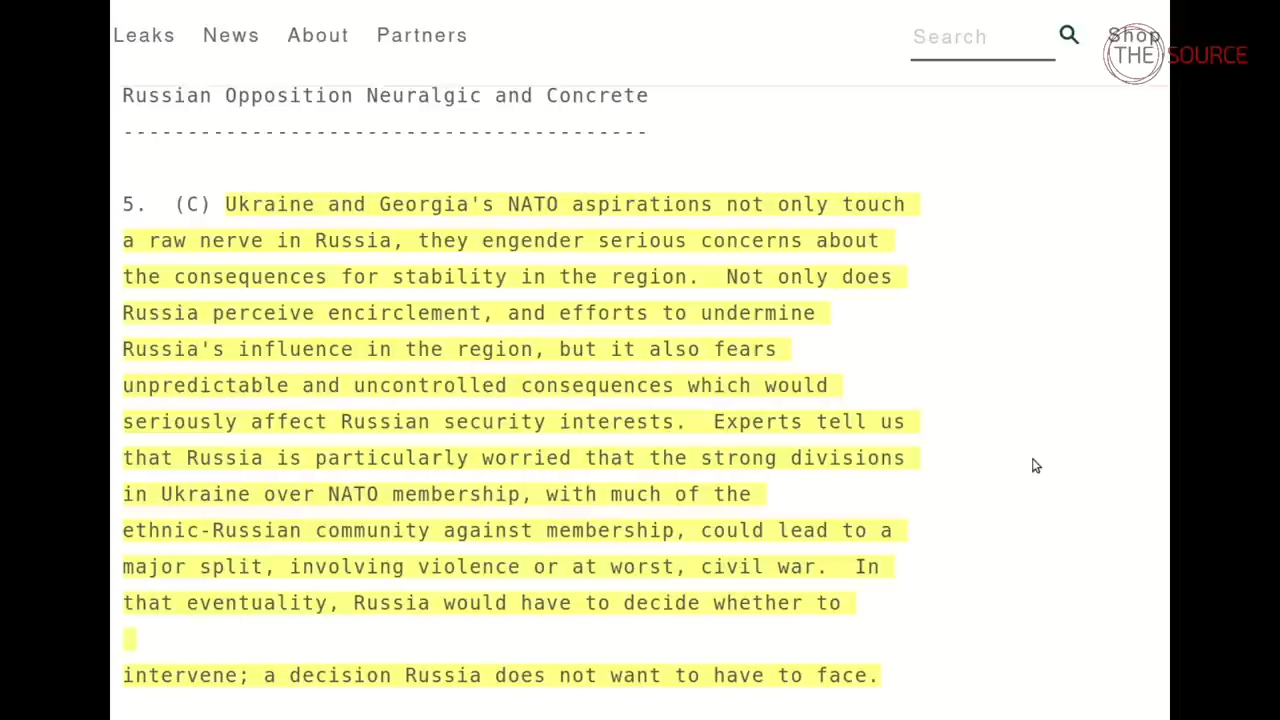 Leaks News About Partners Search Shop
THE SOURCE
Russian Opposition Neuralgic and Concrete
-----------------------------------------
5. (C) Ukraine and Georgia's NATO aspirations not only touch
a raw nerve in Russia, they engender serious concerns about
the consequences for stability in the region. Not only does
Russia perceive encirclement, and efforts to undermine
Russia's influence in the region, but it also fears
unpredictable and uncontrolled consequences which would
seriously affect Russian security interests. Experts tell us
that Russia is particularly worried that the strong divisions
in Ukraine over NATO membership, with much of the
ethnic-Russian community against membership, could lead to a
major split, involving violence or at worst, civil war. In
that eventuality, Russia would have to decide whether to
intervene; a decision Russia does not want to have to face.